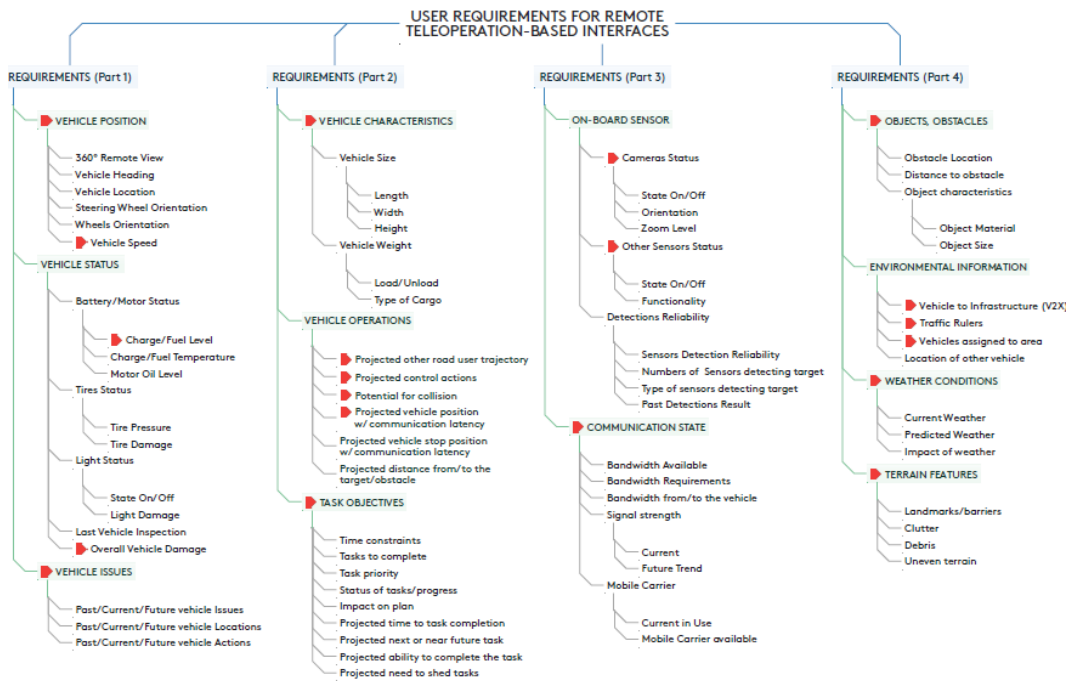 USER REQUIREMENTS FOR REMOTE
TELEOPERATION-BASED INTERFACES
REQUIREMENTS (Part 1)
VEHICLE POSITION
360° Remote View
Vehicle Heading
Vehicle Location
Steering Wheel Orientation
Wheels Orientation
Vehicle Speed
VEHICLE STATUS
Battery/Motor Status
Charge/Fuel Level
Charge/Fuel Temperature
Motor Oil Level
Tires Status
Tire Pressure
Tire Damage
Light Status
State On/Off
Light Damage
Last Vehicle Inspection
Overall Vehicle Damage
VEHICLE ISSUES
Past/Current/Future vehicle Issues
Past/Current/Future vehicle Locations
Past/Current/Future vehicle Actions
REQUIREMENTS (Part 2)
VEHICLE CHARACTERISTICS
Vehicle Size
Length
Width
Height
Vehicle Weight
Load/Unload
Type of Cargo
VEHICLE OPERATIONS
Projected other road user trajectory
Projected control actions
Potential for collision
Projected vehicle position
w/ communication latency
Projected vehicle stop position
w/communication latency
Projected distance from/to the
target/obstacle
TASK OBJECTIVES
Time constraints
Tasks to complete
Task priority
Status of tasks/progress
Impact on plan
Projected time to task completion
Projected next or near future task
Projected ability to complete the task
Projected need to shed tasks
REQUIREMENTS (Part 3)
ON-BOARD SENSOR
Cameras Status
State On/Off
Orientation
Zoom Level
Other Sensors Status
State On/Off
Functionality
Detections Reliability
Sensors Detection Reliability
Numbers of Sensors detecting target
Type of sensors detecting target
Past Detections Result
COMMUNICATION STATE
Bandwidth Available
Bandwidth Requirements
Bandwidth from/to the vehicle
Signal strength
Current
Future Trend
Mobile Carrier
Current in Use
Mobile Carrier available
REQUIREMENTS (Part 4)
OBJECTS, OBSTACLES
Obstacle Location
Distance to obstacle
Object characteristics
Object Material
Object Size
ENVIRONMENTAL INFORMATION
Vehicle to Infrastructure (V2X)
Traffic Rulers
Vehicles assigned to area
Location of other vehicle
WEATHER CONDITIONS
Current Weather
Predicted Weather
Impact of weather
TERRAIN FEATURES
Landmarks/barriers
Clutter
Debris
Uneven terrain